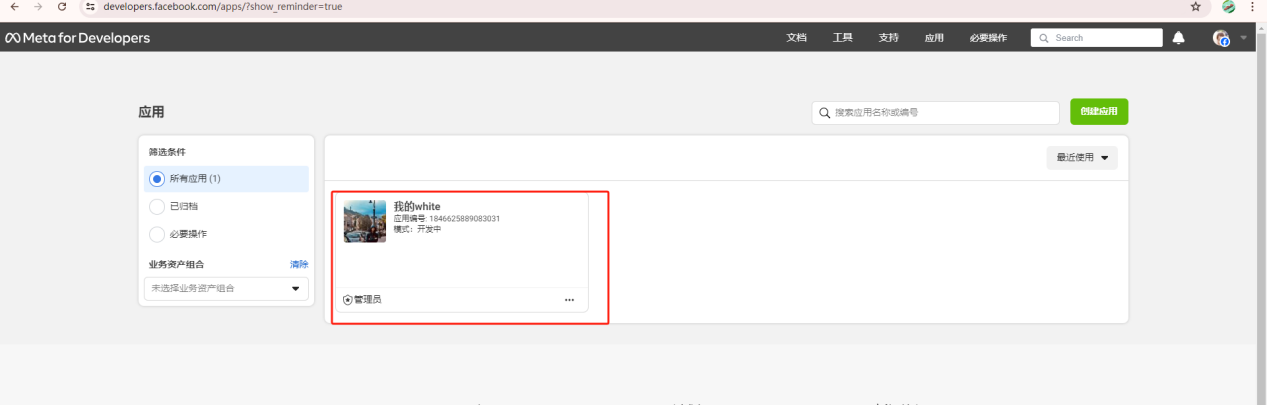 developers.facebook.com/apps/?show_reminder=true
Meta for Developers
文档 工具 支持 应用 必要操作 Search
应用
搜索应用名称或编号
创建应用
筛选条件
所有应用 (1)
已归档
必要操作
业务资产组合 清除
未选择业务资产组合
最近使用
我的white
应用编号: 1846625889083031
模式：开发中
管理员